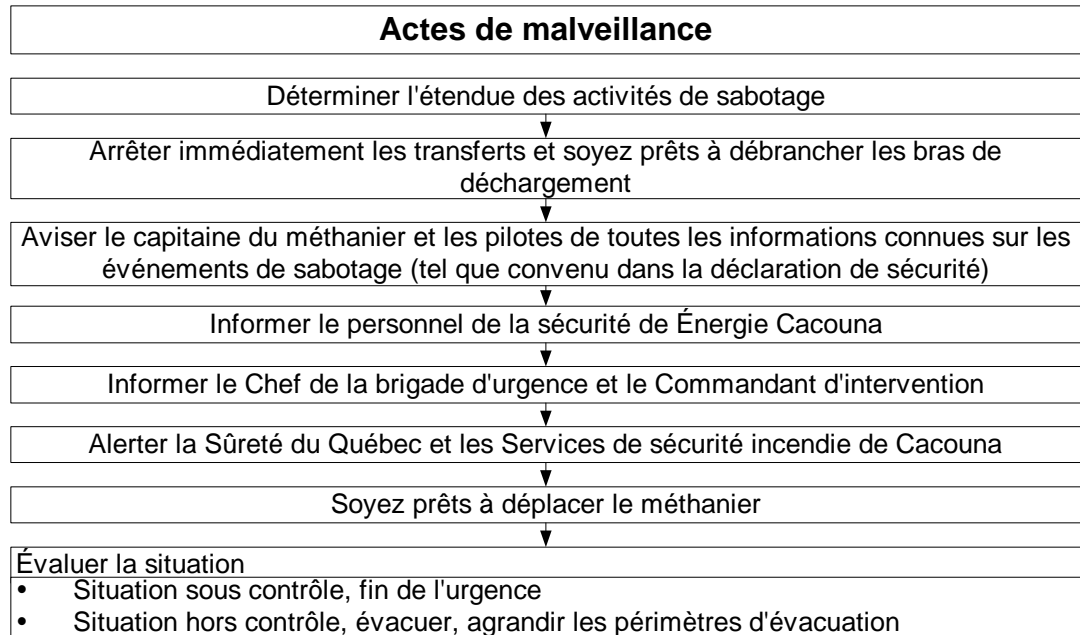 Actes de malveillance
Déterminer l'étendue des activités de sabotage
Arrêter immédiatement les transferts et soyez prêts à débrancher les bras de
déchargement
Aviser le capitaine du méthanier et les pilotes de toutes les informations connues sur les
événements de sabotage (tel que convenu dans la déclaration de sécurité)
Informer le personnel de la sécurité de Énergie Cacouna
Informer le Chef de la brigade d'urgence et le Commandant d'intervention
Alerter la Sûreté du Québec et les Services de sécurité incendie de Cacouna
Soyez prêts à déplacer le méthanier
Évaluer la situation
• Situation sous contrôle, fin de l'urgence
• Situation hors contrôle, évacuer, agrandir les périmètres d'évacuation